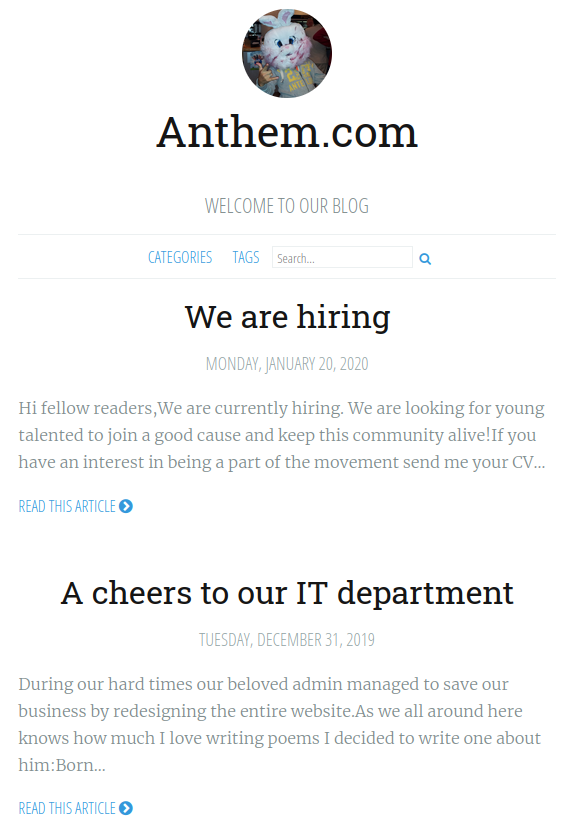 Anthem.com
WELCOME TO OUR BLOG
CATEGORIES TAGS Search...
We are hiring
MONDAY, JANUARY 20, 2020
Hi fellow readers,We are currently hiring. We are looking for young
talented to join a good cause and keep this community alive!If you
have an interest in being a part of the movement send me your CV...
READ THIS ARTICLE
A cheers to our IT department
TUESDAY, DECEMBER 31, 2019
During our hard times our beloved admin managed to save our
business by redesigning the entire website.As we all around here
knows how much I love writing poems I decided to write one about
him:Born...
READ THIS ARTICLE